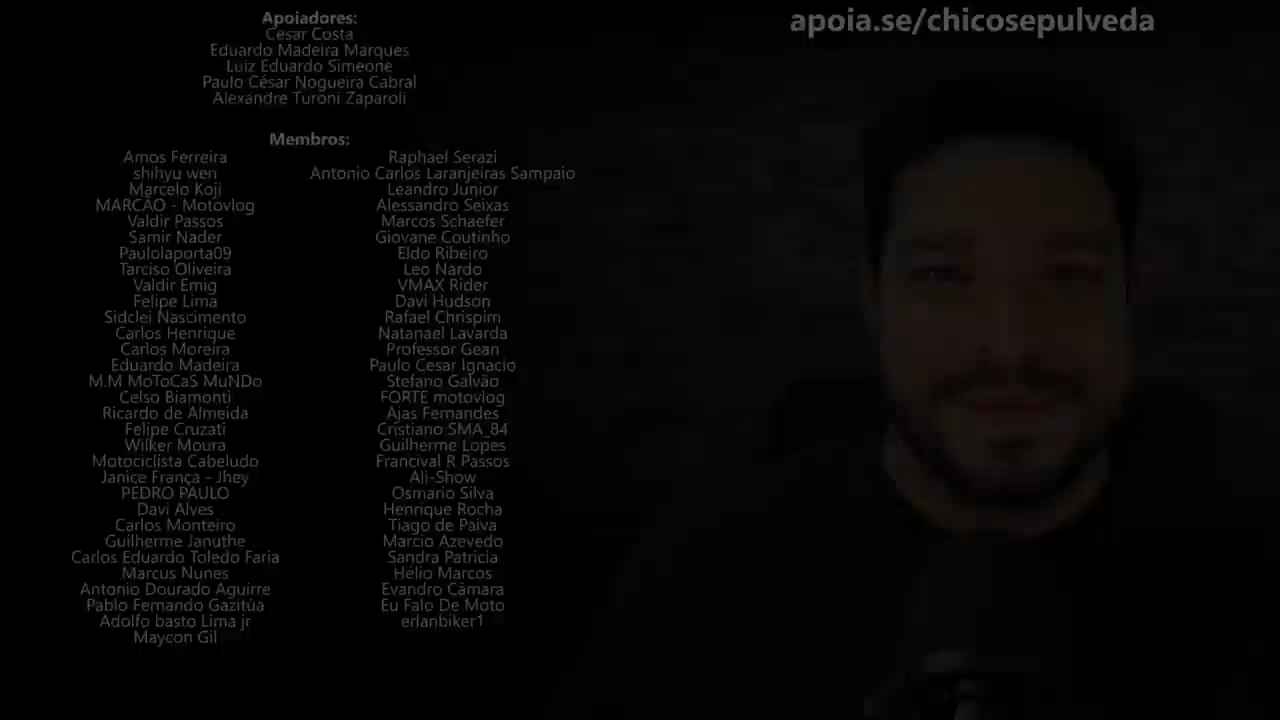 Apoiadores:
César Costa
Eduardo Madeira Marques
Luiz Eduardo Simeone
Paulo César Nogueira Cabral
Alexandre Turoni Zaparoli
apoia.se/chicosepulveda
Membros:
Amos Ferreira
shihyu wen
Marcelo Koji
MARCÃO - Motovlog
Valdir Passos
Samir Nader
Paulolaporta09
Tarciso Oliveira
Valdir Emig
Felipe Lima
Sidclei Nascimento
Carlos Henrique
Carlos Moreira
Eduardo Madeira
M.M MoToCaS MuNDo
Celso Biamonti
Ricardo de Almeida
Felipe Cruzati
Wilker Moura
Motociclista Cabeludo
Janice França - Jhey
PEDRO PAULO
Davi Alves
Carlos Monteiro
Guilherme Januthe
Carlos Eduardo Toledo Faria
Marcus Nunes
Antonio Dourado Aguirre
Pablo Fernando Gazitúa
Adolfo basto Lima jr
Maycon Gil
Raphael Serazi
Antonio Carlos Laranjeiras Sampaio
Leandro Junior
Alessandro Seixas
Marcos Schaefer
Giovane Coutinho
Eldo Ribeiro
Leo Nardo
VMAX Rider
Davi Hudson
Rafael Chrispim
Natanael Lavarda
Professor Gean
Paulo Cesar Ignacio
Stefano Galvão
FORTE motovlog
Ajas Fernandes
Cristiano SMA_84
Guilherme Lopes
Francival R Passos
Ali-Show
Osmario Silva
Henrique Rocha
Tiago de Paiva
Marcio Azevedo
Sandra Patricia
Hélio Marcos
Evandro Câmara
Eu Falo De Moto
erlanbiker1